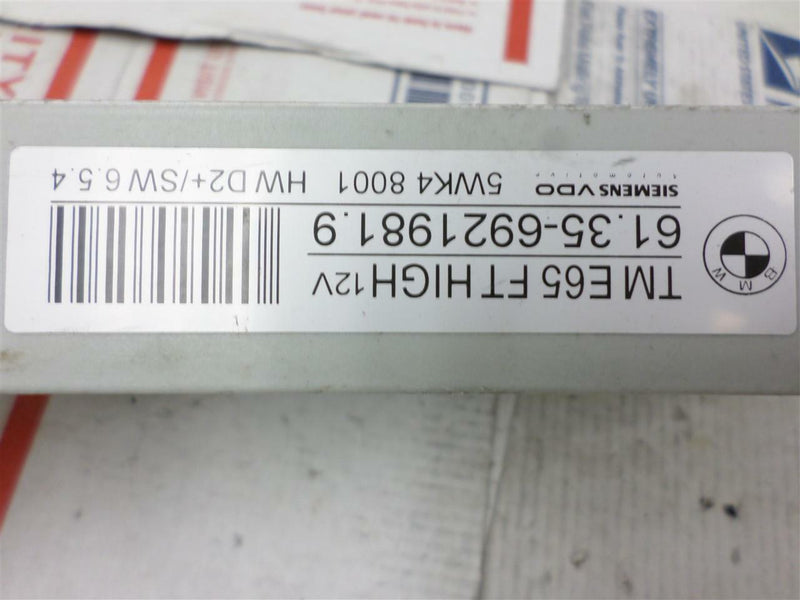 BMW
TM E65 FT HIGH 12V
61.35-6921981.9
SIEMENS VDO
Automotive
5WK4 8001 HW D2+/SW 6.5.4